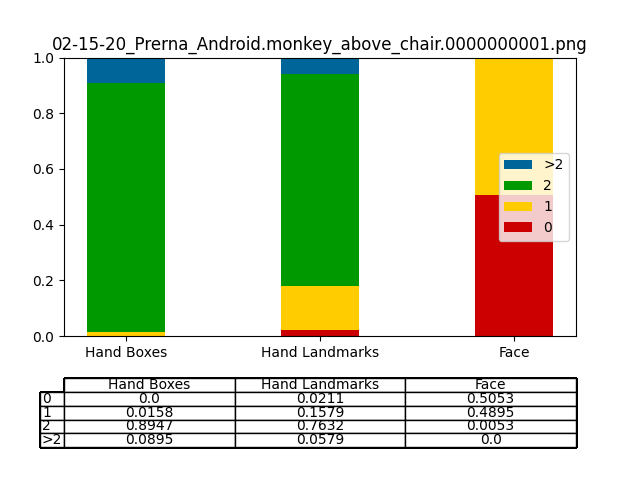 02-15-20_Prerna_Android.monkey_above_chair.0000000001.png
1.0
0.8
0.6
0.4
0.2
0.0
>2
2
1
0
Hand Boxes Hand Landmarks Face
Hand Boxes Hand Landmarks Face
0 0.0 0.0211 0.5053
1 0.0158 0.1579 0.4895
2 0.8947 0.7632 0.0053
>2 0.0895 0.0579 0.0